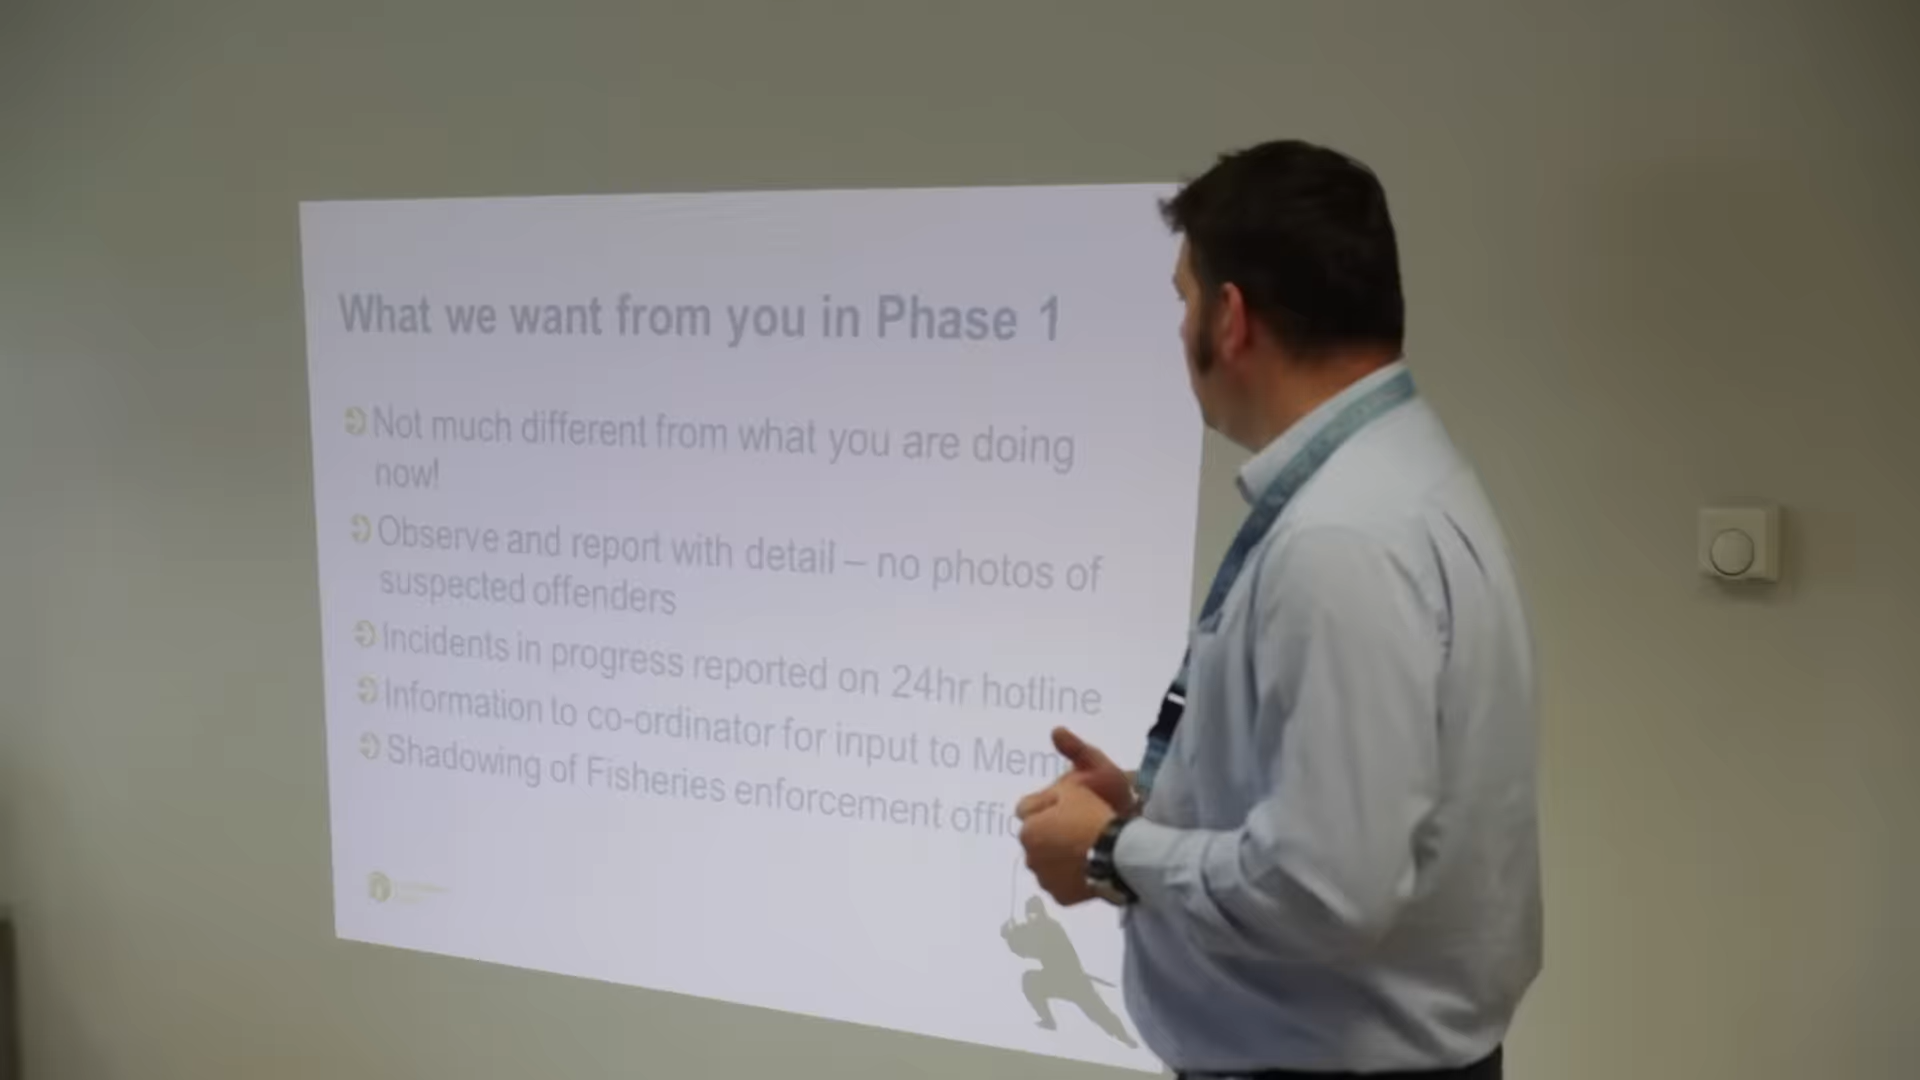 What we want from you in Phase 1
Not much different from what you are doing
now!
Observe and report with detail – no photos of
suspected offenders
Incidents in progress reported on 24hr hotline
Information to co-ordinator for input to
Shadowing of Fisheries enforcement